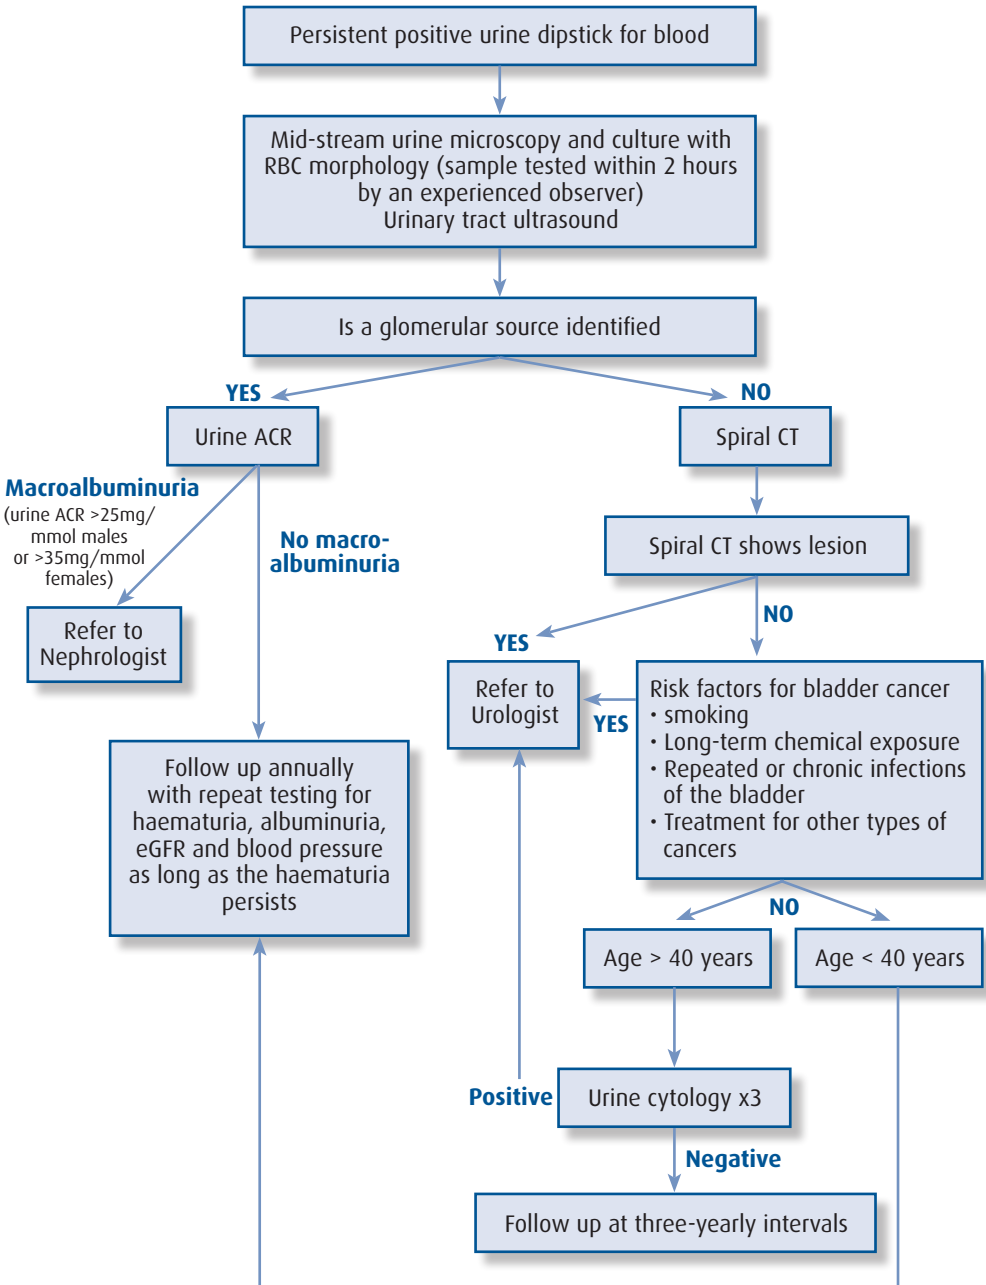 Persistent positive urine dipstick for blood
Mid-stream urine microscopy and culture with
RBC morphology (sample tested within 2 hours
by an experienced observer)
Urinary tract ultrasound
Is a glomerular source identified
YES
NO
Urine ACR
Spiral CT
Macroalbuminuria
(urine ACR >25mg/
mmol males
or >35mg/mmol
females)
No macro-
albuminuria
Spiral CT shows lesion
YES
NO
Refer to
Nephrologist
Refer to
Urologist
YES
Risk factors for bladder cancer
• smoking
• Long-term chemical exposure
• Repeated or chronic infections
of the bladder
• Treatment for other types of
cancers
Follow up annually
with repeat testing for
haematuria, albuminuria,
eGFR and blood pressure
as long as the haematuria
persists
NO
Age > 40 years
Age < 40 years
Positive
Urine cytology x3
Negative
Follow up at three-yearly intervals